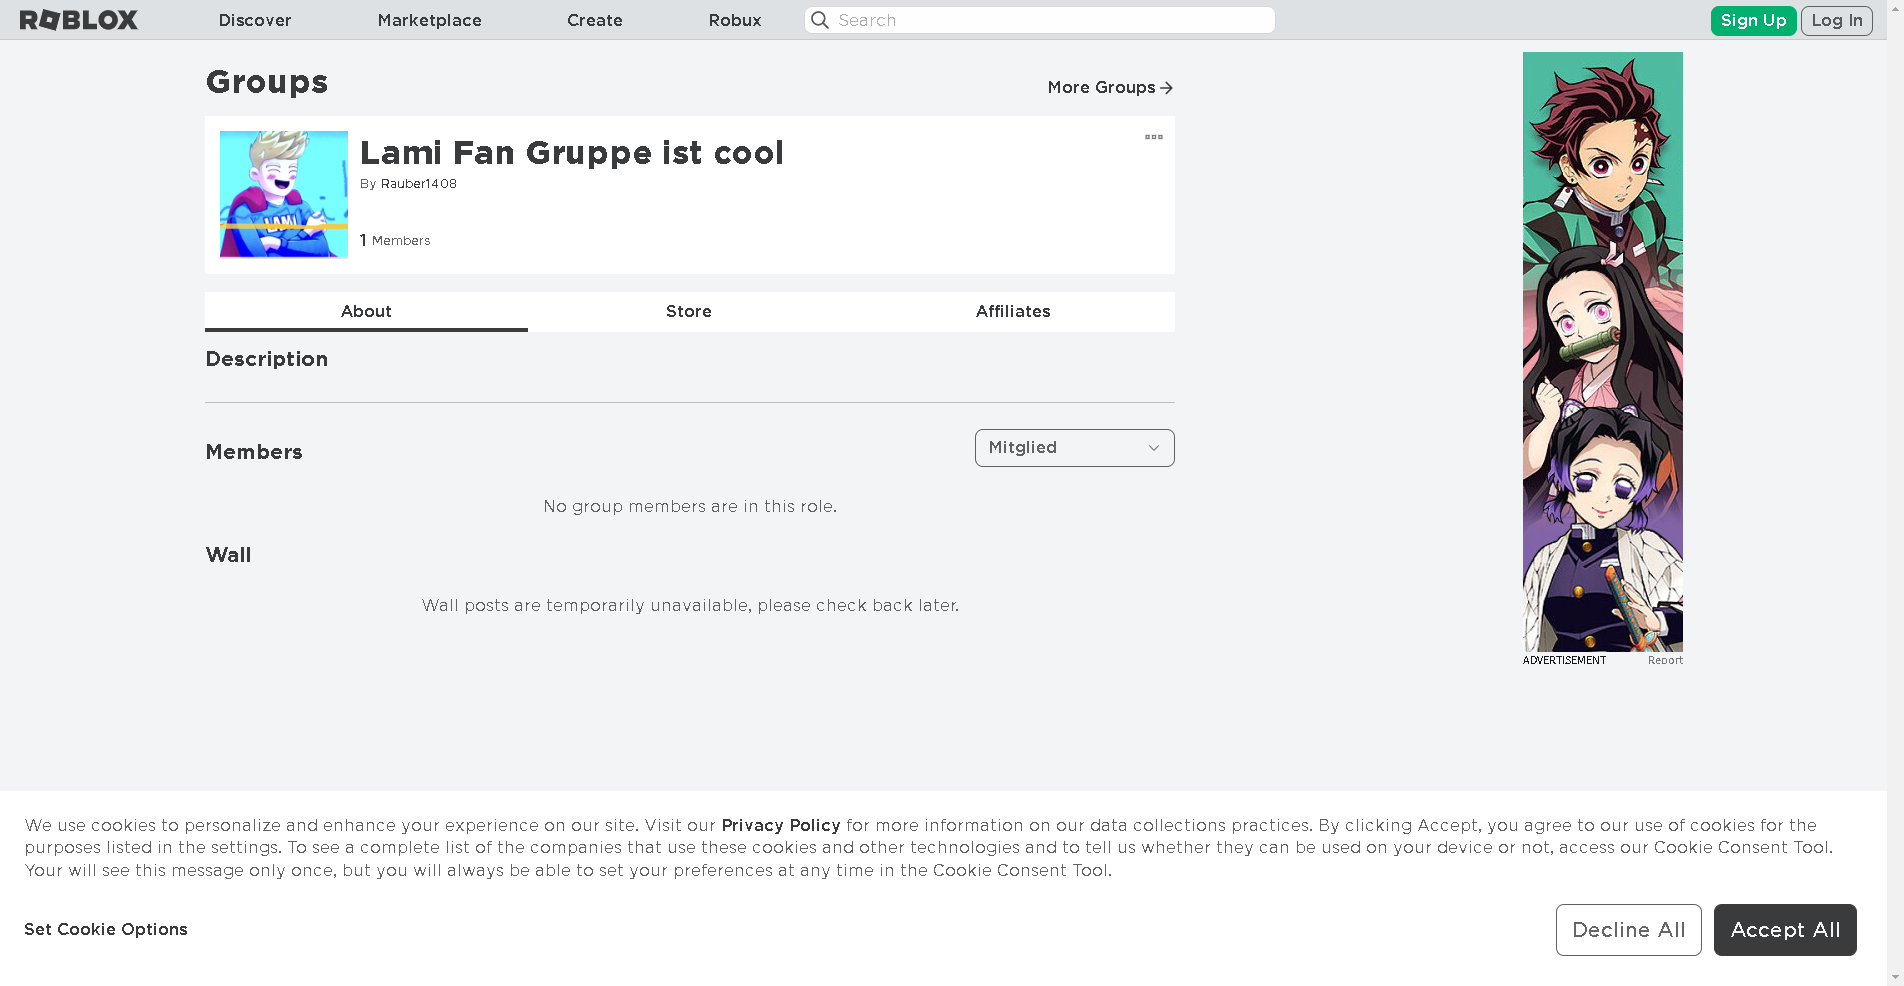 ROBLOX Discover Marketplace Create Robux Search Sign Up Log In
Groups
More Groups
Lami Fan Gruppe ist cool
By Rauber1408
1 Members
LAMI
About Store Affiliates
Description
Members
Mitglied
No group members are in this role.
Wall
Wall posts are temporarily unavailable, please check back later.
ADVERTISEMENT Report
We use cookies to personalize and enhance your experience on our site. Visit our Privacy Policy for more information on our data collections practices. By clicking Accept, you agree to our use of cookies for the
purposes listed in the settings. To see a complete list of the companies that use these cookies and other technologies and to tell us whether they can be used on your device or not, access our Cookie Consent Tool.
Your will see this message only once, but you will always be able to set your preferences at any time in the Cookie Consent Tool.
Set Cookie Options
Decline All
Accept All